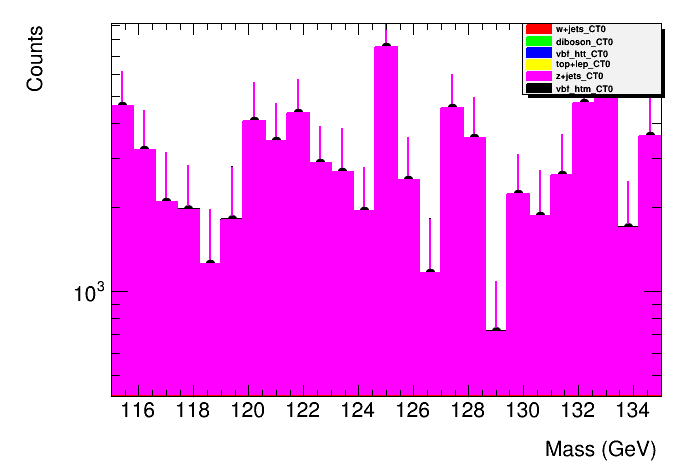 Counts
w+jets_CT0
diboson_CT0
vbf_htt_CT0
top+lep_CT0
z+jets_CT0
vbf_htm_CT0
10³
116 118 120 122 124 126 128 130 132 134
Mass (GeV)